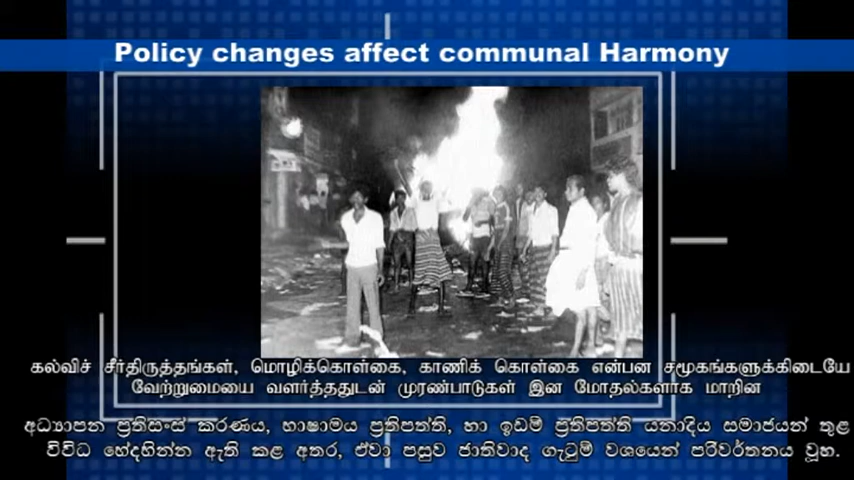 Policy changes affect communal Harmony
கல்விச் சீர்திருத்தங்கள், மொழிக்கொள்கை, காணிக் கொள்கை என்பன சமூகங்களுக்கிடையே
வேற்றுமையை வளர்த்ததுடன் முரண்பாடுகள் இன மோதல்களாக மாறின
අධ්‍යාපන ප්‍රතිසංස් කරණය, භාෂාමය ප්‍රතිපත්ති, හා ඉඩම් ප්‍රතිපත්ති යනාදිය සමාජයන් තුළ
විවිධ භේදභින්න ඇති කළ අතර, ඒවා පසුව ජාතිවාද ගැටුම් වශයෙන් පරිවර්තනය වූහ.